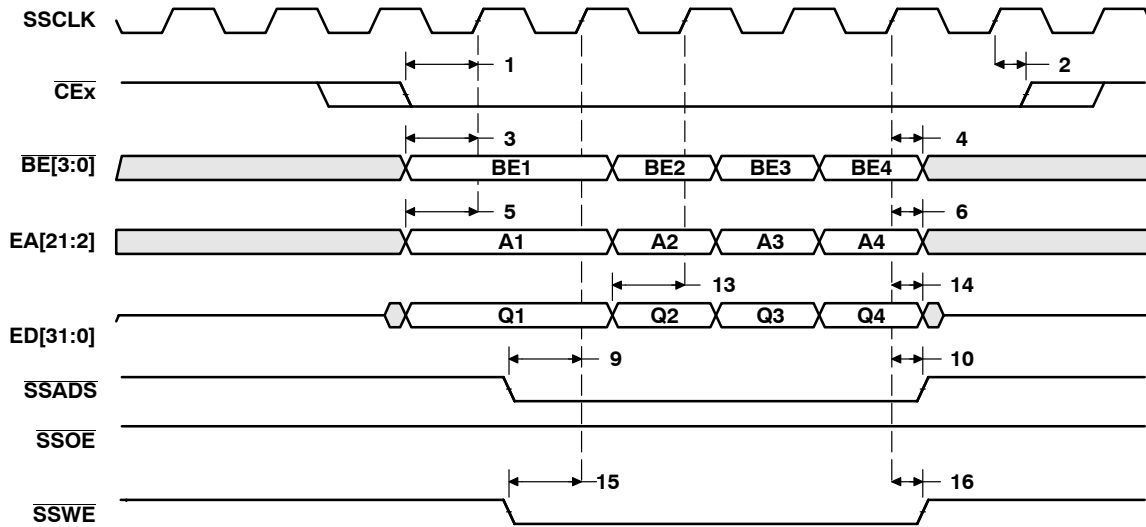 SSCLK
1 2
CEx
3 4
BE[3:0] BE1 BE2 BE3 BE4
5 6
EA[21:2] A1 A2 A3 A4
13 14
ED[31:0] Q1 Q2 Q3 Q4
9 10
SSADS
SSOE
15 16
SSWE